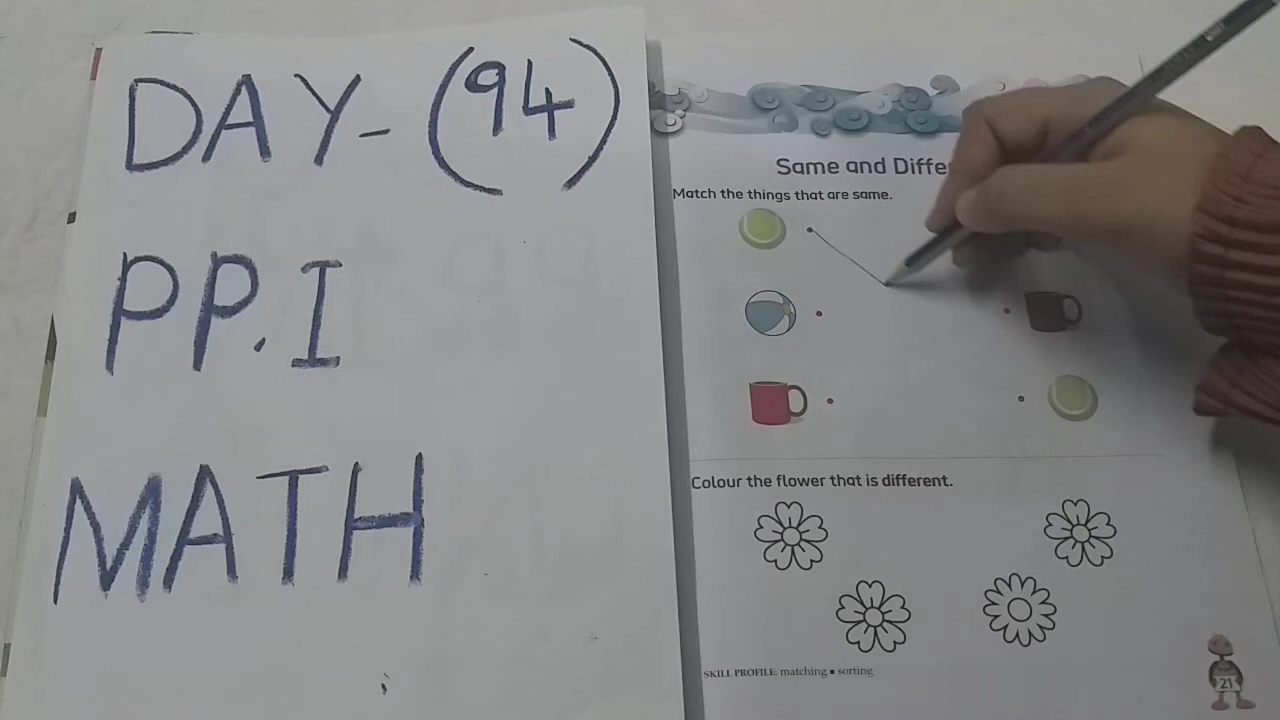 DAY-(94)
PP.I
MATH
Same and Diffe
Match the things that are same.
Colour the flower that is different.
SKILL PROFILE: matching ▪ sorting
21